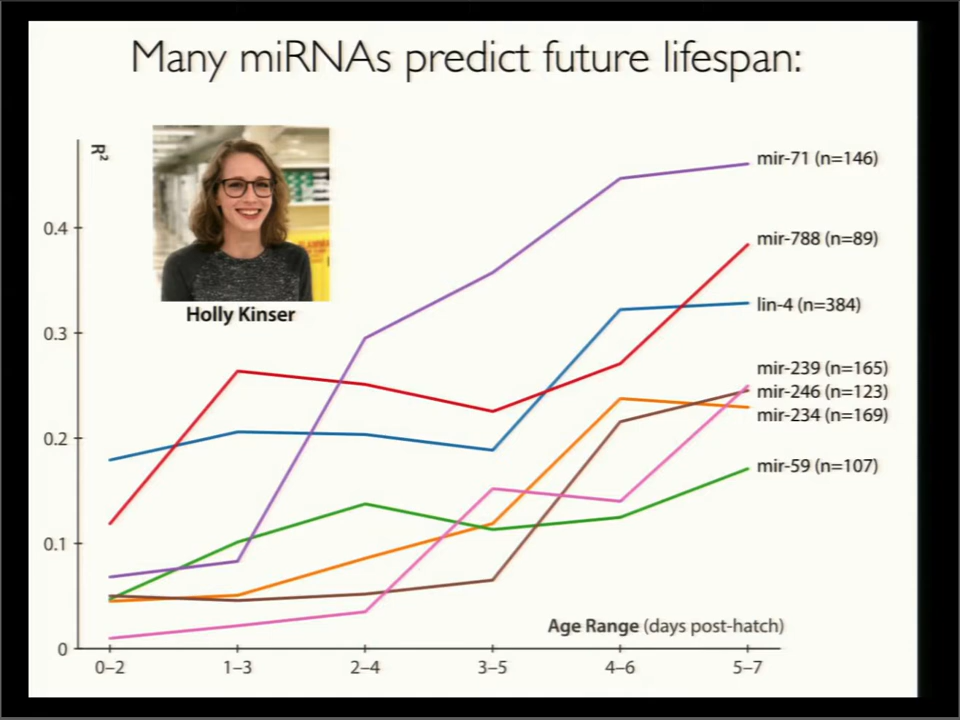 Many miRNAs predict future lifespan:
R²
Holly Kinser
mir-71 (n=146)
mir-788 (n=89)
lin-4 (n=384)
mir-239 (n=165)
mir-246 (n=123)
mir-234 (n=169)
mir-59 (n=107)
0.4
0.3
0.2
0.1
0
Age Range (days post-hatch)
0–2 1–3 2–4 3–5 4–6 5–7